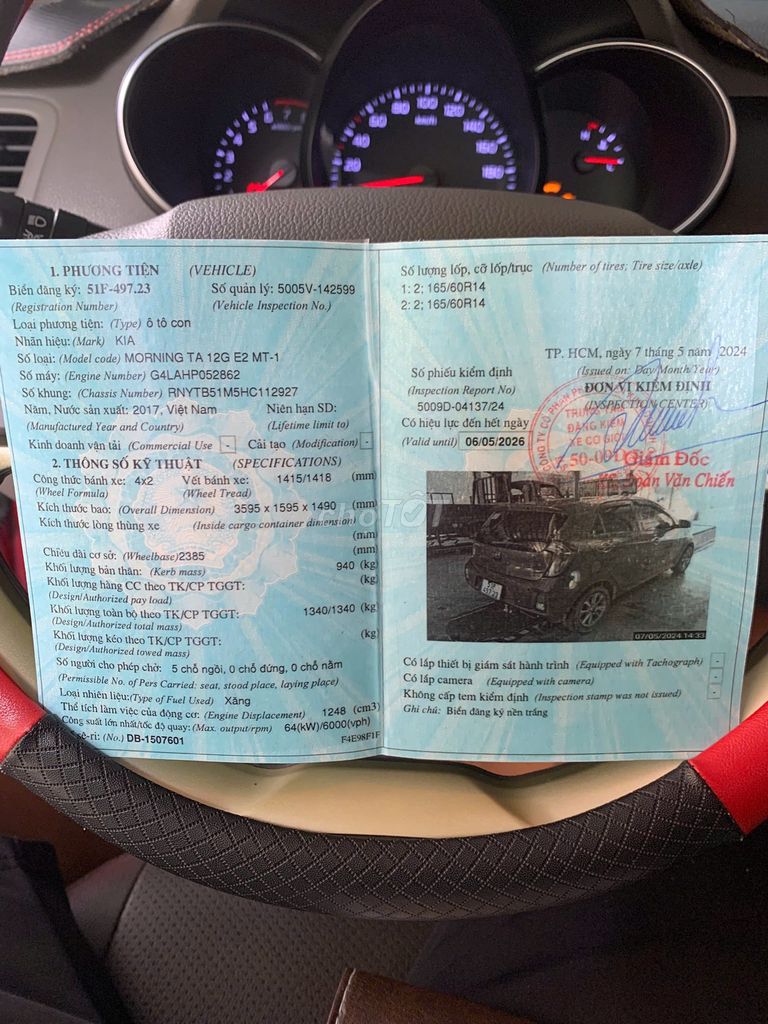 1. PHƯƠNG TIỆN (VEHICLE)
Biển đăng ký: 51F-497.23 Số quản lý: 5005V-142599
(Registration Number) (Vehicle Inspection No.)
Loại phương tiện: (Type) ô tô con
Nhãn hiệu: (Mark) KIA
Số loại: (Model code) MORNING TA 12G E2 MT-1
Số máy: (Engine Number) G4LAHP052862
Số khung: (Chassis Number) RNYTB51M5HC112927
Năm, Nước sản xuất: 2017, Việt Nam Niên hạn SD:
(Manufactured Year and Country) (Lifetime limit to)
Kinh doanh vận tải (Commercial Use - Cải tạo (Modification) -
2. THÔNG SỐ KỸ THUẬT (SPECIFICATIONS)
Công thức bánh xe: 4x2 Vết bánh xe: 1415/1418 (mm)
(Wheel Formula) (Wheel Tread)
Kích thước bao: (Overall Dimension) 3595 x 1595 x 1490 (mm)
Kích thước lòng thùng xe (Inside cargo container dimension)
(mm)
Chiều dài cơ sở: (Wheelbase)2385 (mm)
Khối lượng bản thân: (Kerb mass) 940 (kg)
Khối lượng hàng CC theo TK/CP TGGT: (kg)
(Design/Authorized pay load)
Khối lượng toàn bộ theo TK/CP TGGT: 1340/1340 (kg)
(Design/Authorized total mass)
Khối lượng kéo theo TK/CP TGGT: (kg)
(Design/Authorized towed mass)
Số người cho phép chở: 5 chỗ ngồi, 0 chỗ đứng, 0 chỗ nằm
(Permissible No. of Pers Carried: seat, stood place, laying place)
Loại nhiên liệu:(Type of Fuel Used) Xăng
Thể tích làm việc của động cơ: (Engine Displacement) 1248 (cm3)
Công suất lớn nhất/tốc độ quay:(Max. output/rpm) 64(kW)/6000(vph)
sê-ri: (No.) DB-1507601 F4E98F1F
Số lượng lốp, cỡ lốp/trục (Number of tires; Tire size/axle)
1: 2; 165/60R14
2: 2; 165/60R14
TP. HCM, ngày 7 tháng 5 năm 2024
Số phiếu kiểm định (Issued on: Day/Month/Year)
(Inspection Report No) ĐƠN VỊ KIỂM ĐỊNH
5009D-04137/24 (INSPECTION CENTER)
Có hiệu lực đến hết ngày
(Valid until) 06/05/2026
TRUNG TÂM
ĐĂNG KIỂM
XE CƠ GIỚI
Giám Đốc
Đoàn Văn Chiến
CHỢ TỐT
07/05/2024 14:33
Có lắp thiết bị giám sát hành trình (Equipped with Tachograph) -
Có lắp camera (Equipped with camera) -
Không cấp tem kiểm định (Inspection stamp was not issued) -
Ghi chú: Biển đăng ký nền trắng